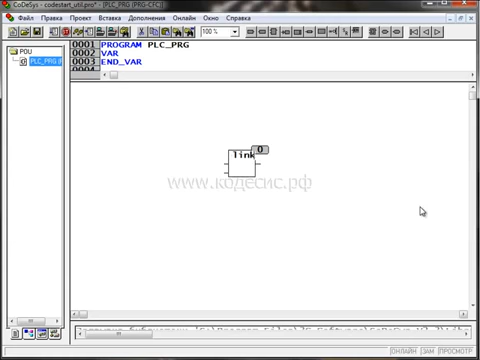 CoDeSys - codestart_util.pro* - [PLC_PRG (PRG-CFC)]
Файл Правка Проект Вставка Дополнения Онлайн Окно Справка
100 %
POU
PLC_PRG (P
0001 PROGRAM PLC_PRG
0002 VAR
0003 END_VAR
0004
0
link
www.кодесис.рф
ОНЛАЙН ЗАМ ПРОСМОТР